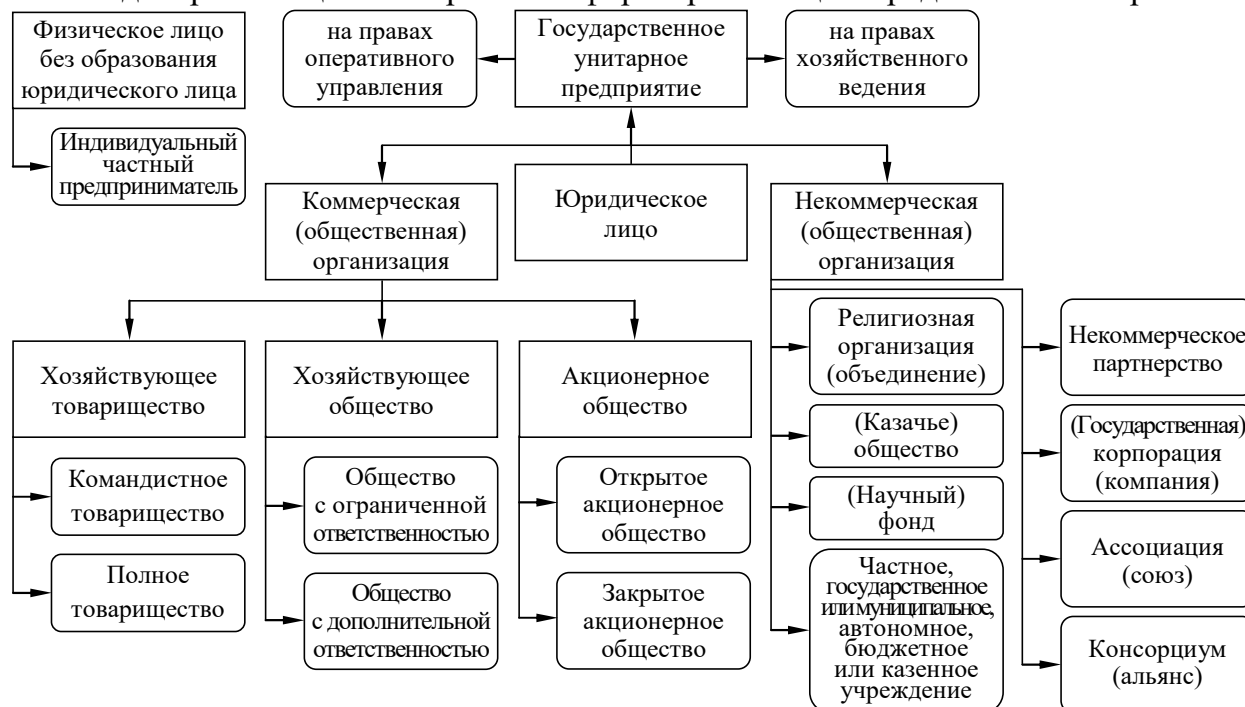 Физическое лицо
без образования
юридического лица
на правах
оперативного
управления
Государственное
унитарное
предприятие
на правах
хозяйственного
ведения
Индивидуальный
частный
предприниматель
Коммерческая
(общественная)
организация
Юридическое
лицо
Некоммерческая
(общественная)
организация
Хозяйствующее
товарищество
Хозяйствующее
общество
Акционерное
общество
Религиозная
организация
(объединение)
Некоммерческое
партнерство
(Казачье)
общество
(Государственная)
корпорация
(компания)
Командистное
товарищество
Общество
с ограниченной
ответственностью
Открытое
акционерное
общество
(Научный)
фонд
Ассоциация
(союз)
Полное
товарищество
Общество
с дополнительной
ответственностью
Закрытое
акционерное
общество
Частное,
государственное
или муниципальное,
автономное,
бюджетное
или казенное
учреждение
Консорциум
(альянс)